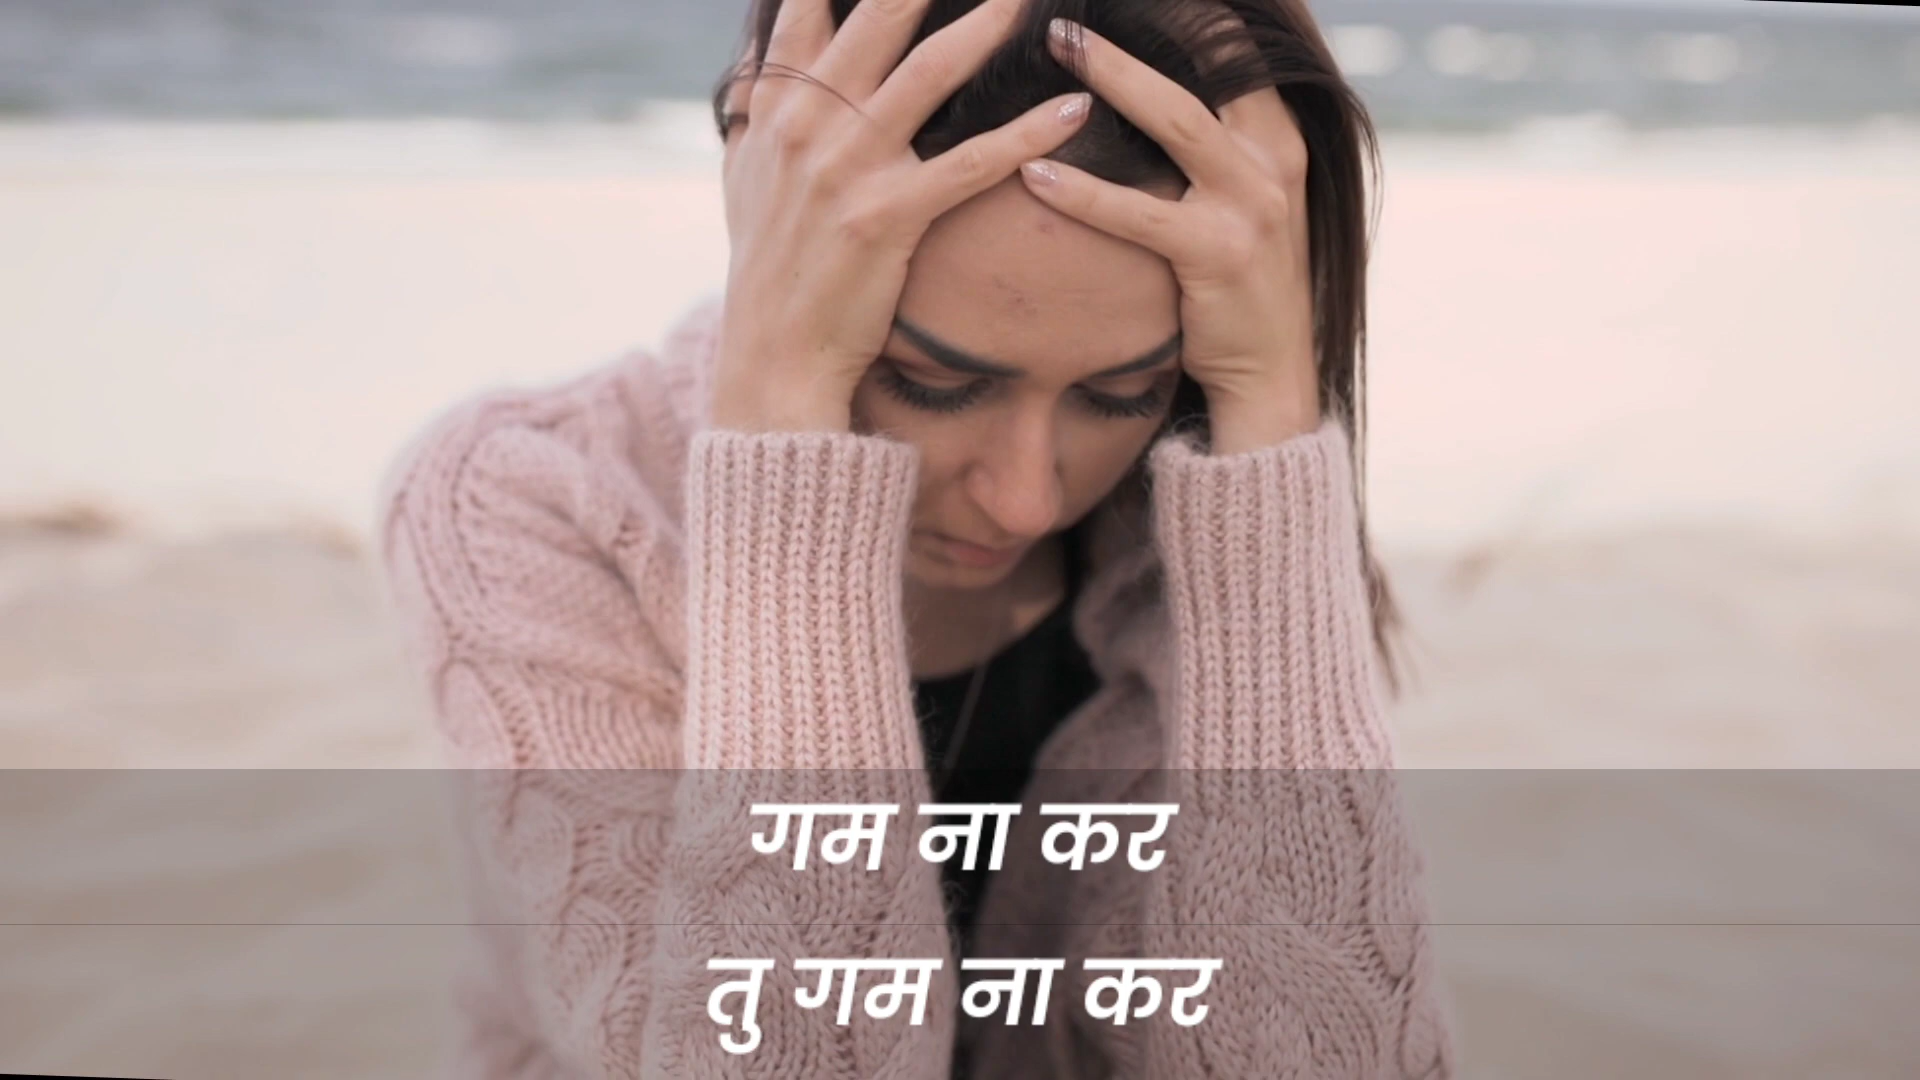 गम ना कर
तु गम ना कर